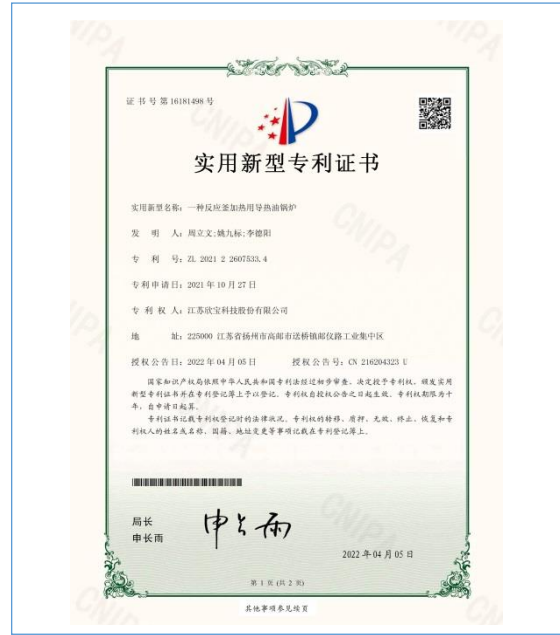 证书号第16181498号
实用新型专利证书
实用新型名称：一种反应釜加热用导热油锅炉
发 明 人：周立文;姚九标;李德阳
专 利 号：ZL 2021 2 2607533.4
专利申请日：2021年10月27日
专 利 权 人：江苏欣宝科技股份有限公司
地 址：225000 江苏省扬州市高邮市送桥镇邮仪路工业集中区
授权公告日：2022年04月05日 授权公告号：CN 216204323 U
国家知识产权局依照中华人民共和国专利法经过初步审查，决定授予专利权，颁发实用
新型专利证书并在专利登记簿上予以登记。专利权自授权公告之日起生效。专利权期限为十
年，自申请日起算。
专利证书记载专利权登记时的法律状况。专利权的转移、质押、无效、终止、恢复和专
利权人的姓名或名称、国籍、地址变更等事项记载在专利登记簿上。
局长
申长雨
申长雨
2022年04月05日
第 1 页 (共 2 页)
其他事项参见续页
CNIPA
CNIPA
CNIPA
CNIPA
CNIPA
CNIPA